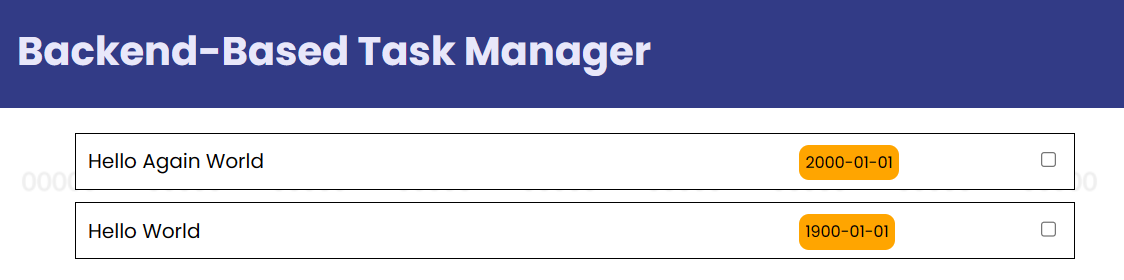 Backend-Based Task Manager
Hello Again World 2000-01-01
Hello World 1900-01-01